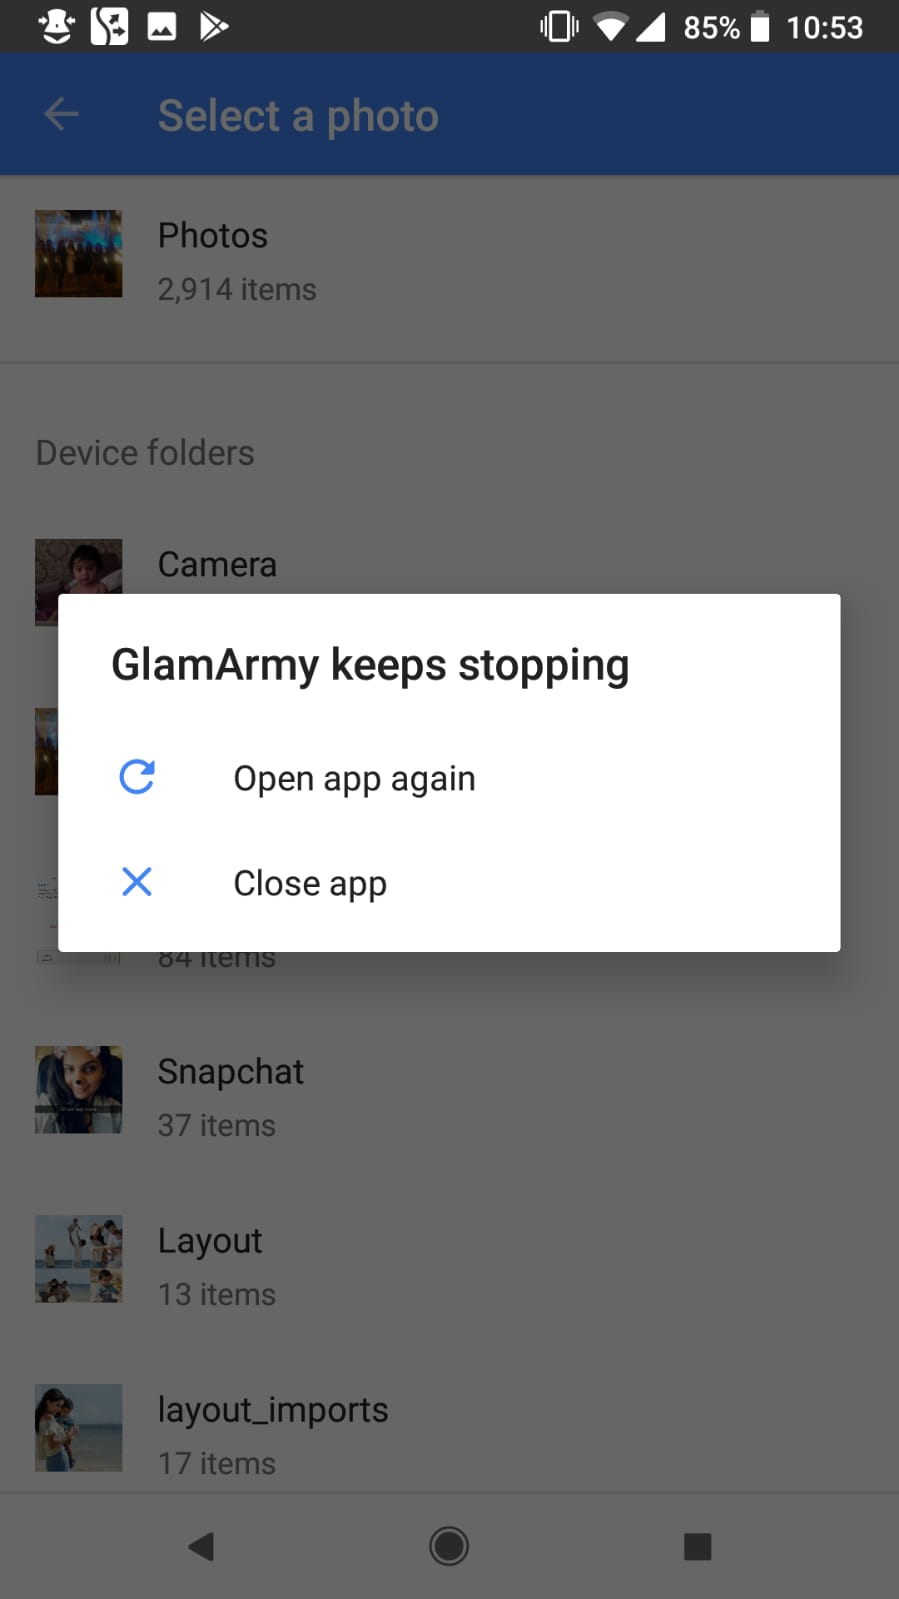 85% 10:53
Select a photo
Photos
2,914 items
Device folders
Camera
GlamArmy keeps stopping
Open app again
Close app
84 items
Snapchat
37 items
Layout
13 items
layout_imports
17 items